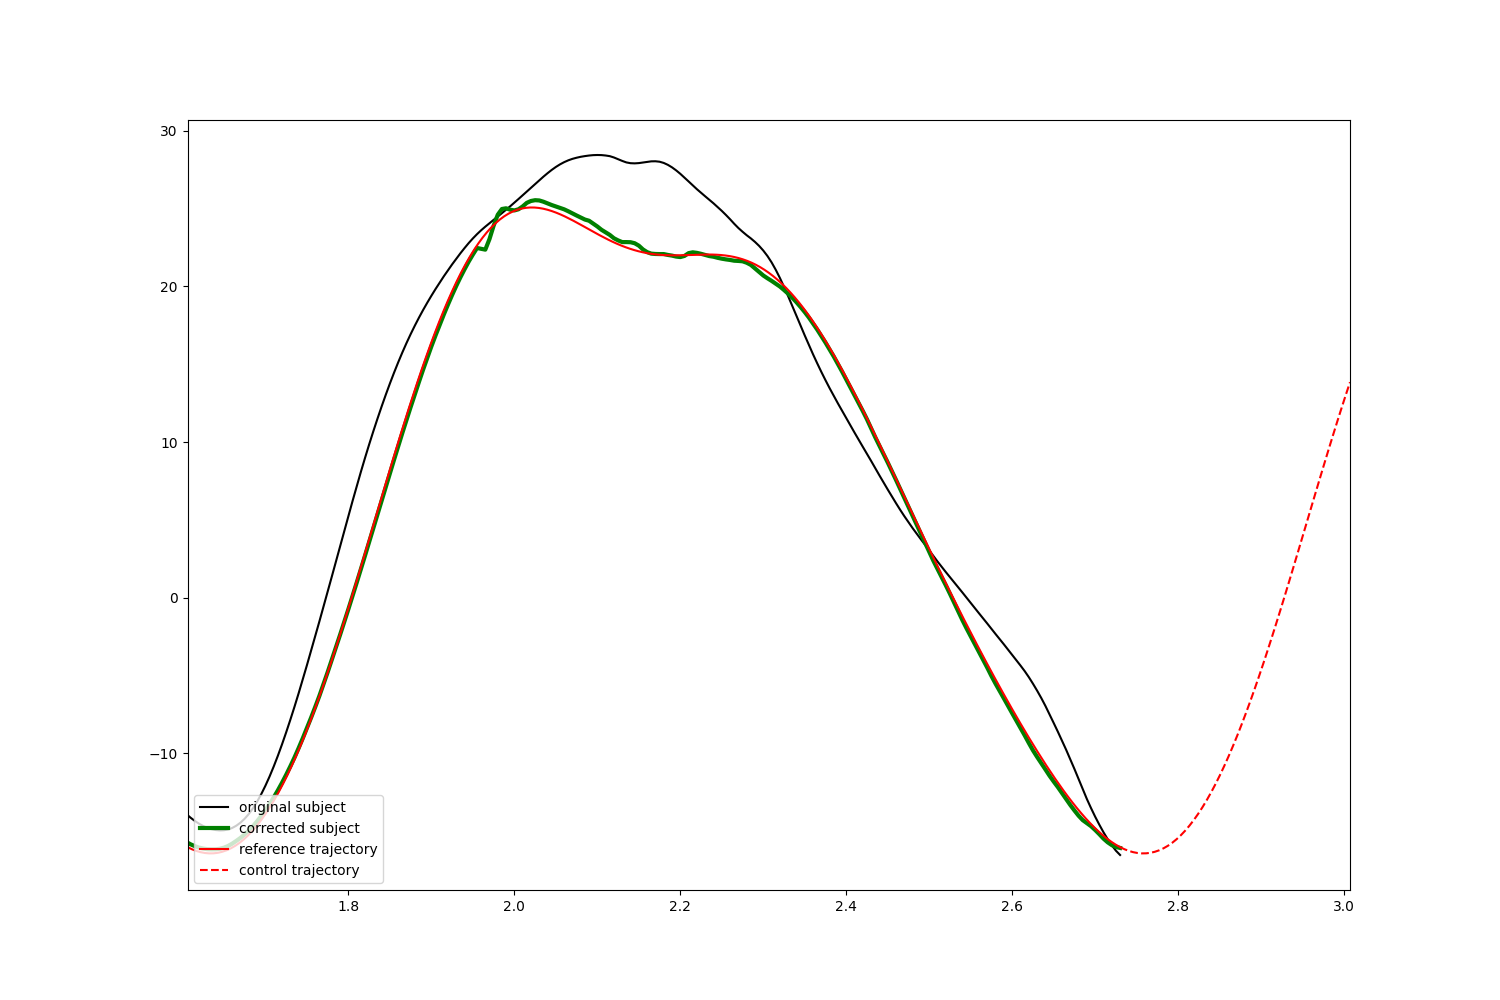 30
20
10
0
−10
original subject
corrected subject
reference trajectory
control trajectory
1.8 2.0 2.2 2.4 2.6 2.8 3.0